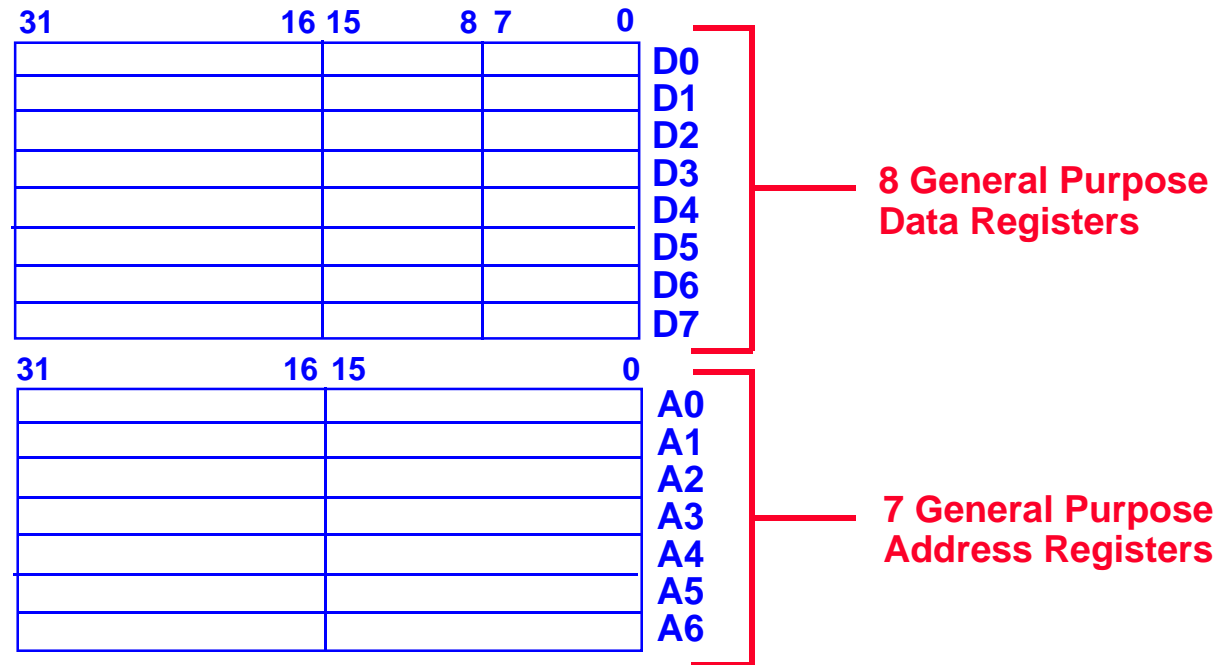 31 16 15 8 7 0
D0
D1
D2
D3
D4
D5
D6
D7
8 General Purpose
Data Registers
31 16 15 0
A0
A1
A2
A3
A4
A5
A6
7 General Purpose
Address Registers